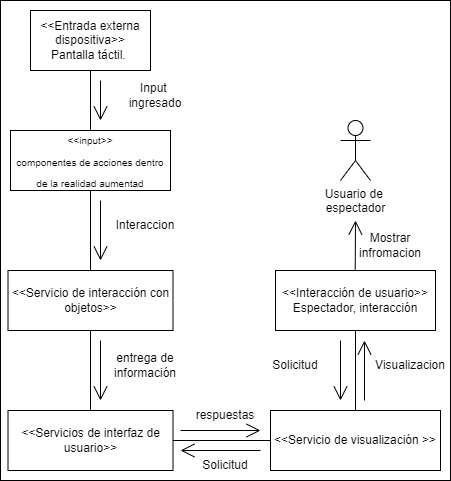 <<Entrada externa
dispositiva>>
Pantalla táctil.
Input
ingresado
<<input>>
componentes de acciones dentro
de la realidad aumentad
Interaccion
<<Servicio de interacción con
objetos>>
entrega de
información
<<Servicios de interfaz de
usuario>>
respuestas
Solicitud
<<Servicio de visualización >>
Solicitud
Visualizacion
<<Interacción de usuario>>
Espectador, interacción
Mostrar
infromacion
Usuario de
espectador